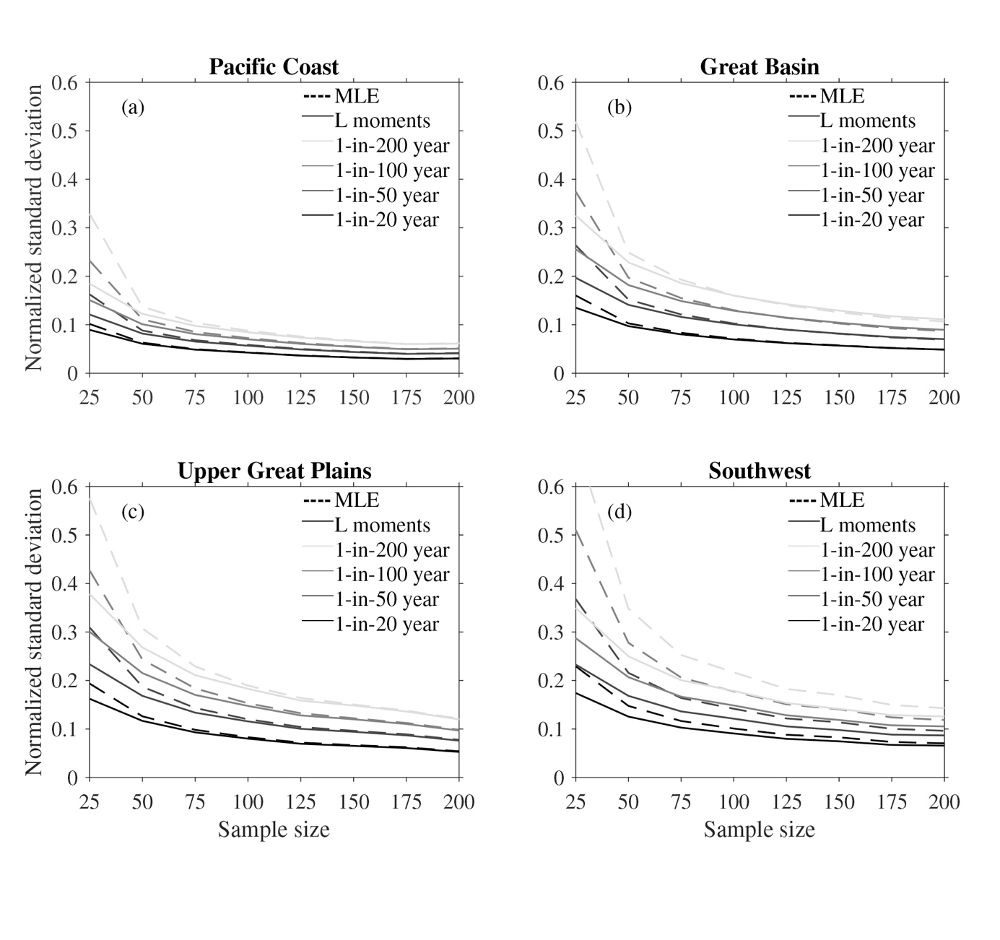 Pacific Coast
Normalized standard deviation
0.6
0.5
0.4
0.3
0.2
0.1
0
(a)
MLE
L moments
1-in-200 year
1-in-100 year
1-in-50 year
1-in-20 year
25 50 75 100 125 150 175 200
Great Basin
0.6
0.5
0.4
0.3
0.2
0.1
0
(b)
MLE
L moments
1-in-200 year
1-in-100 year
1-in-50 year
1-in-20 year
25 50 75 100 125 150 175 200
Upper Great Plains
Normalized standard deviation
0.6
0.5
0.4
0.3
0.2
0.1
0
(c)
MLE
L moments
1-in-200 year
1-in-100 year
1-in-50 year
1-in-20 year
25 50 75 100 125 150 175 200
Sample size
Southwest
0.6
0.5
0.4
0.3
0.2
0.1
0
(d)
MLE
L moments
1-in-200 year
1-in-100 year
1-in-50 year
1-in-20 year
25 50 75 100 125 150 175 200
Sample size